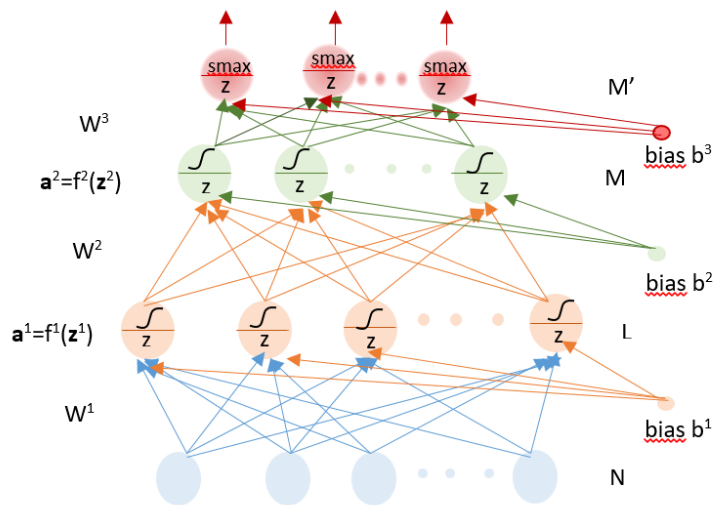 smax smax smax
z z z M’
W³
bias b³
a²=f²(z²) z z z M
W²
bias b²
a¹=f¹(z¹) z z z z L
W¹
bias b¹
N